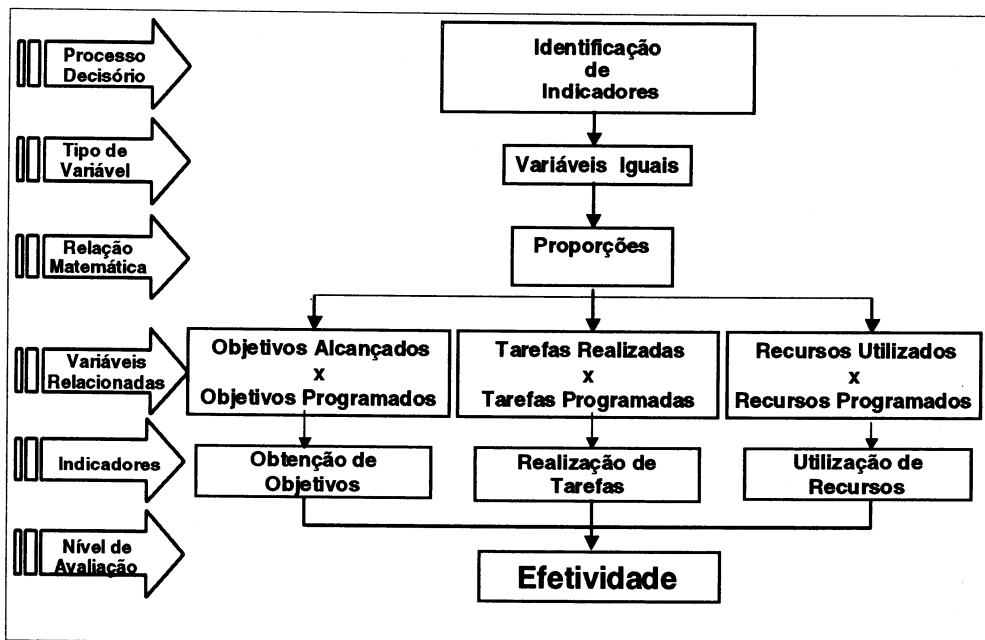 Processo
Decisório
Identificação
de
Indicadores
Tipo de
Variável
Variáveis Iguais
Relação
Matemática
Proporções
Variáveis
Relacionadas
Objetivos Alcançados
x
Objetivos Programados
Tarefas Realizadas
x
Tarefas Programadas
Recursos Utilizados
x
Recursos Programados
Indicadores
Obtenção de
Objetivos
Realização de
Tarefas
Utilização de
Recursos
Nível de
Avaliação
Efetividade